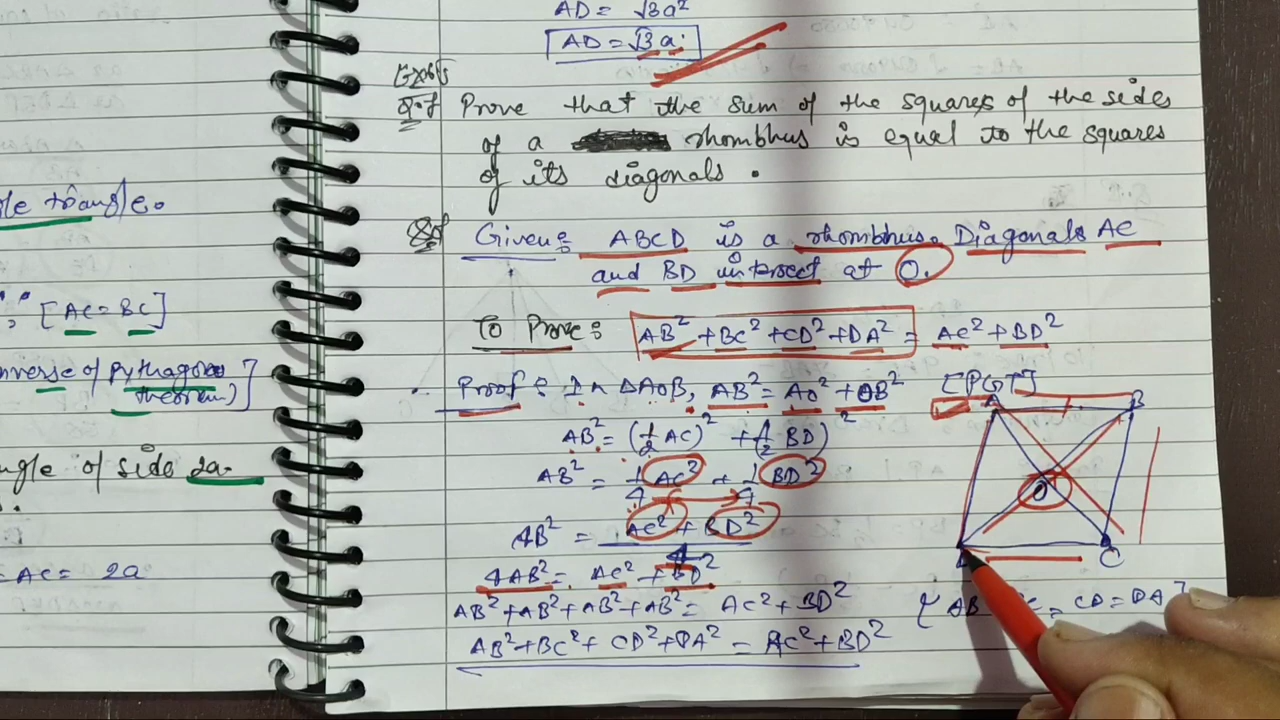 le triangle.
∵ [AC = BC]
nverse of pythagoras
theorem)]
ngle of side 2a.
= AC = 2a
AD = √3a²
AD = √3 a.
Ex 6.5
Q.7 Prove that the sum of the squares of the sides
of a rhombhus is equal to the squares
of its diagonals.
Sol Given: ABCD is a rhombhus. Diagonals AC
and BD intersect at O.
To Prove: AB² + BC² + CD² + DA² = AC² + BD²
Proof: In ΔAOB, AB² = AO² + OB² [PGT]
AB² = (1/2 AC)² + (1/2 BD)²
AB² = 1/4 AC² + 1/4 BD²
AB² = AC² + BD² / 4
4AB² = AC² + BD²
AB² + AB² + AB² + AB² = AC² + BD² { AB = CD = DA }
AB² + BC² + CD² + DA² = AC² + BD²
A B
O
C